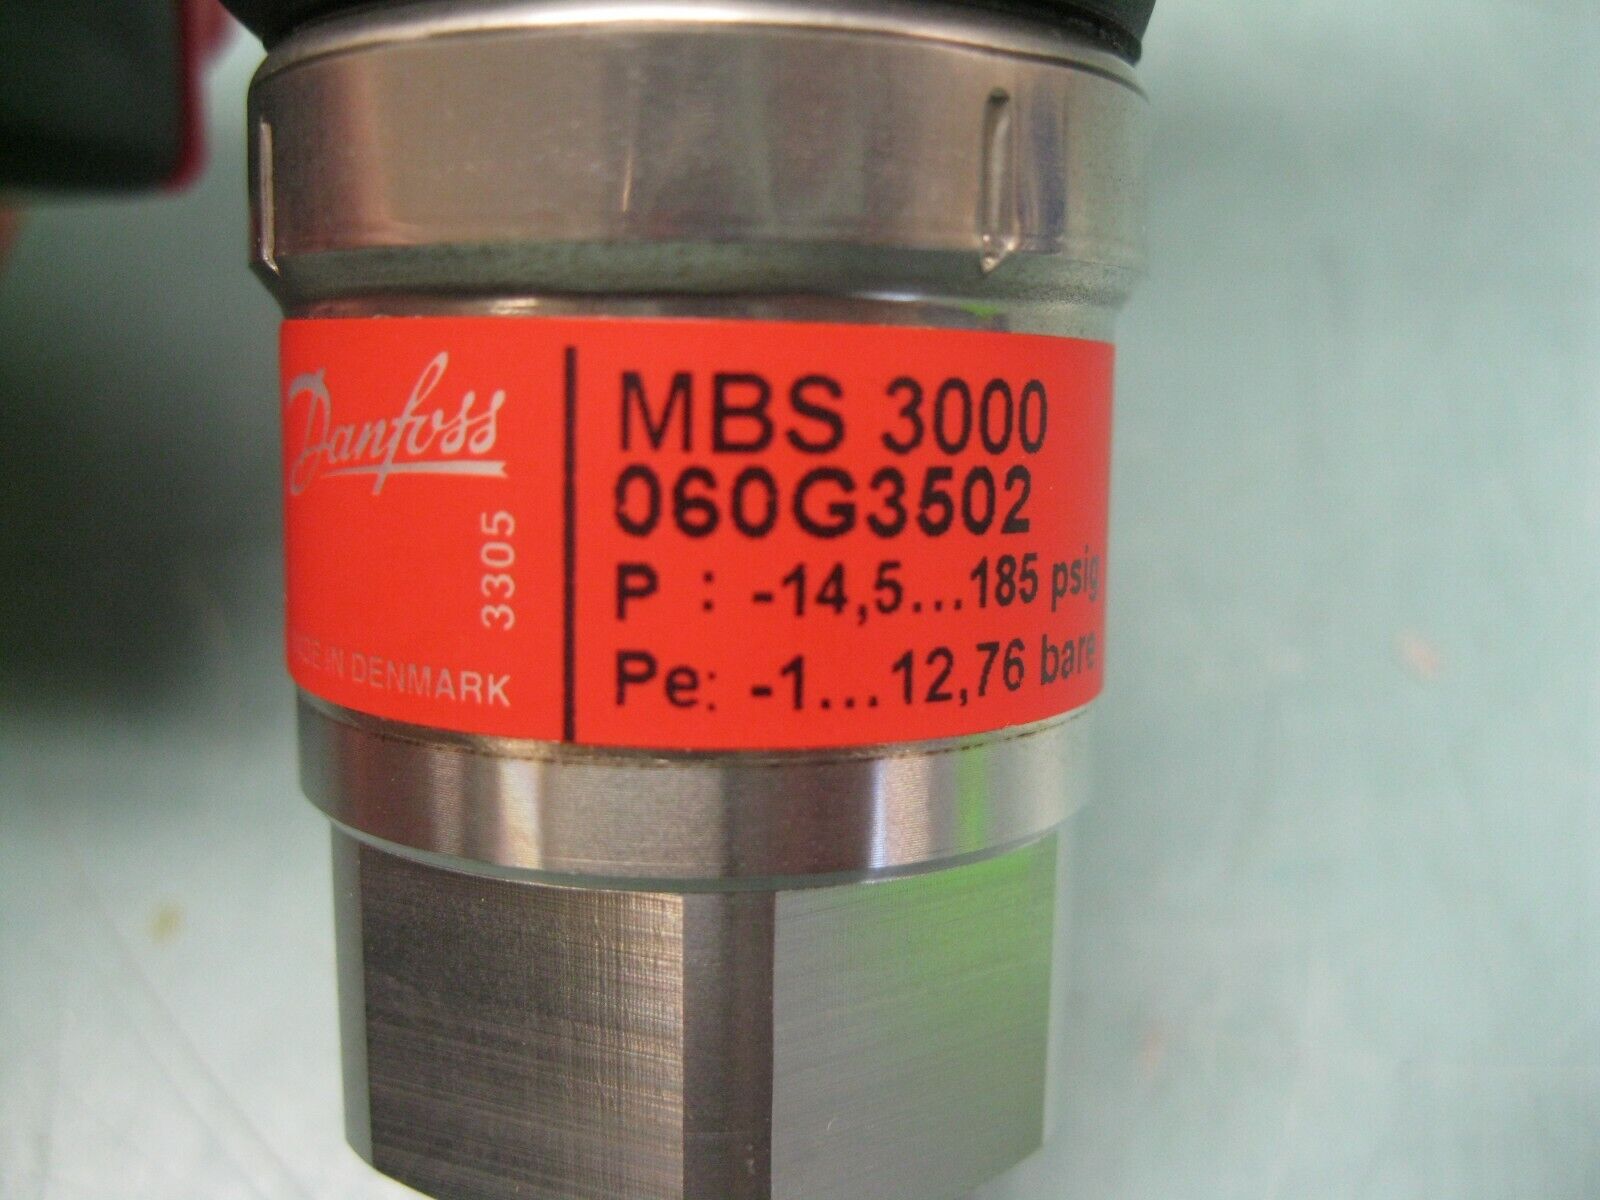 Danfoss
3305
MADE IN DENMARK
MBS 3000
060G3502
P : -14,5...185 psig
Pe: -1...12,76 bare